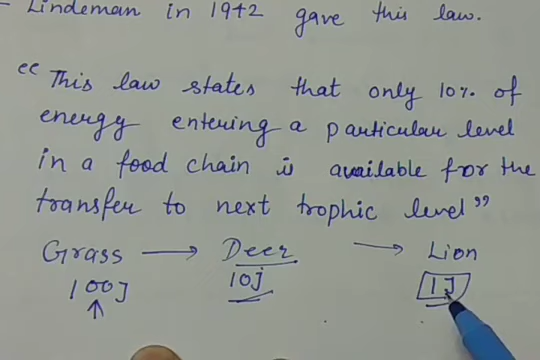 - Lindeman in 1942 gave this law.
“ This law states that only 10% of
energy entering a particular level
in a food chain is available for the
transfer to next trophic level ”
Grass → Deer → Lion
100J 10J 1J